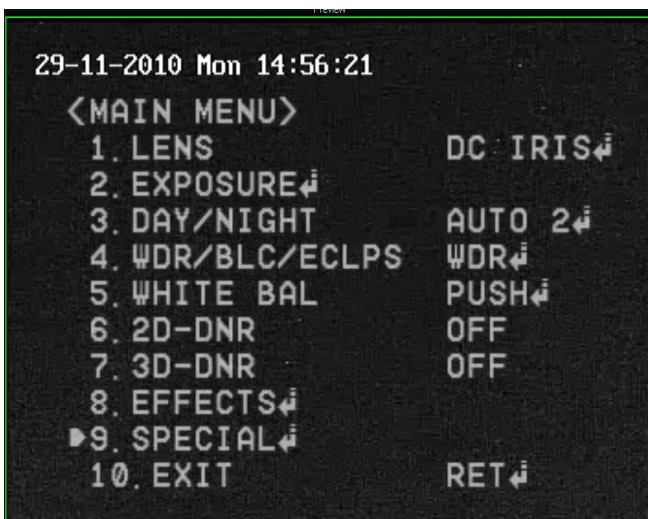 Preview
29-11-2010 Mon 14:56:21
<MAIN MENU>
1. LENS DC IRIS↲
2. EXPOSURE↲
3. DAY/NIGHT AUTO 2↲
4. WDR/BLC/ECLPS WDR↲
5. WHITE BAL PUSH↲
6. 2D-DNR OFF
7. 3D-DNR OFF
8. EFFECTS↲
9. SPECIAL↲
10. EXIT RET↲